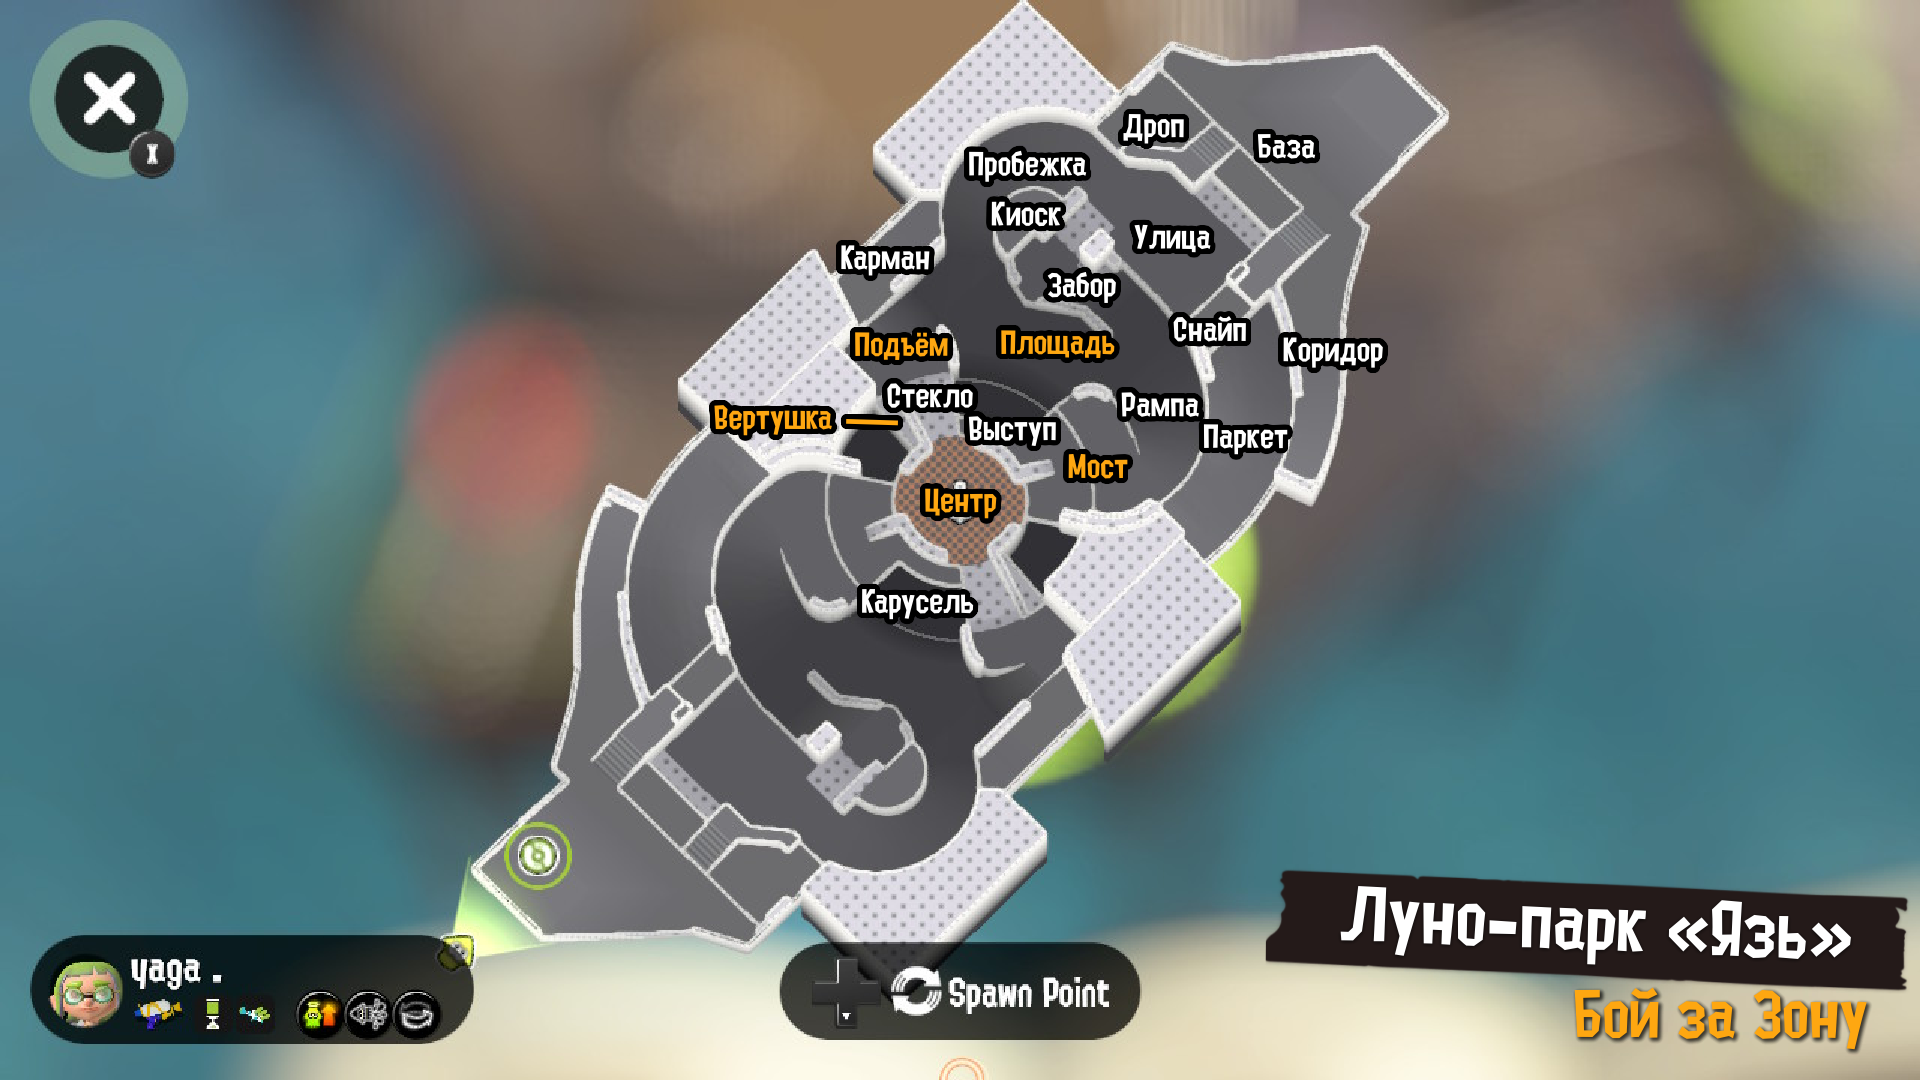 Дроп
База
Пробежка
Киоск
Улица
Карман
Забор
Подъём
Площадь
Снайп
Коридор
Стекло
Рампа
Вертушка
Выступ
Паркет
Мост
Центр
Карусель
Луно-парк «Язь»
Бой за Зону
yaga .
Spawn Point